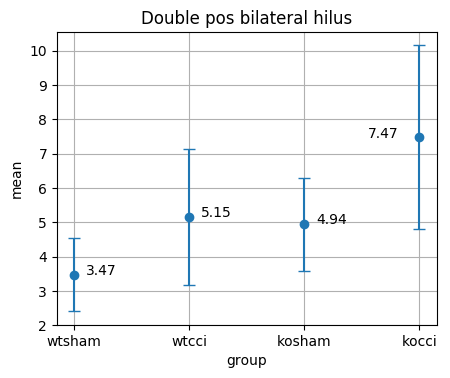 Double pos bilateral hilus
10
9
8
7
6
5
4
3
2
mean
3.47
5.15
4.94
7.47
wtsham
wtcci
kosham
kocci
group